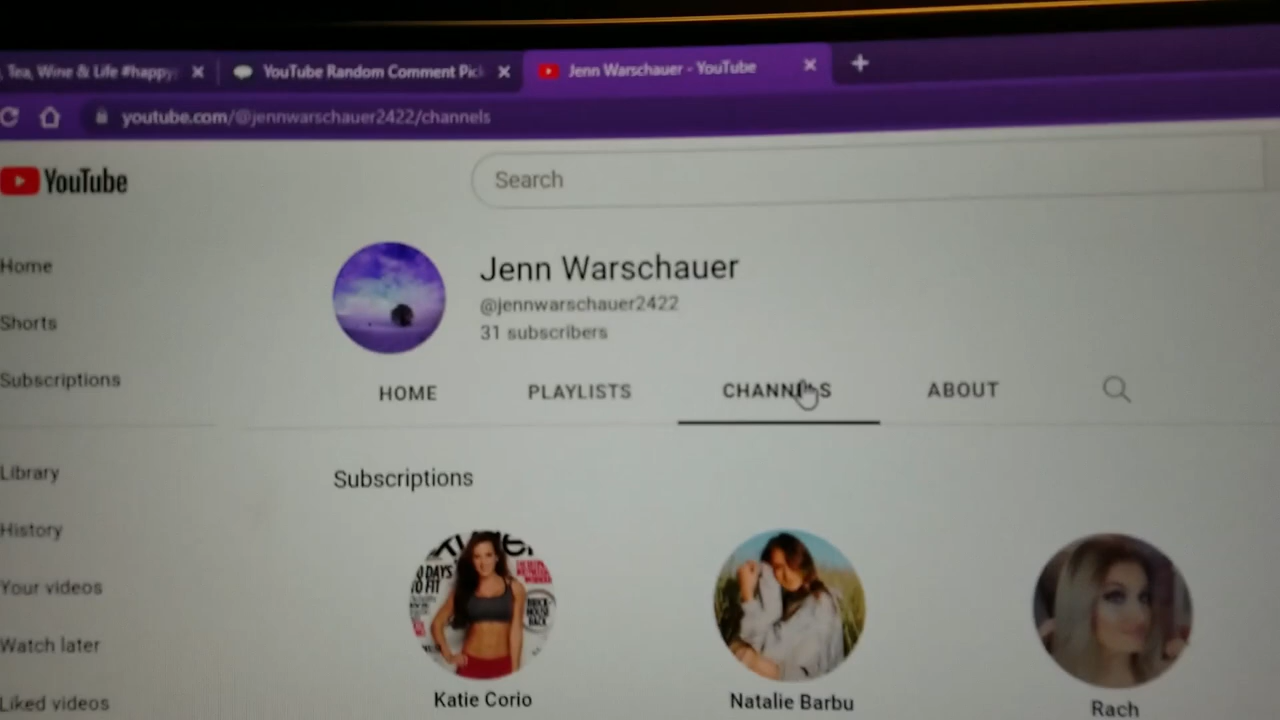 Tea, Wine & Life #happy
YouTube Random Comment Pic
Jenn Warschauer - YouTube
youtube.com/@jennwarschauer2422/channels
YouTube
Search
Jenn Warschauer
@jennwarschauer2422
31 subscribers
HOME PLAYLISTS CHANNELS ABOUT
Home
Shorts
Subscriptions
Library
History
Your videos
Watch later
Liked videos
Subscriptions
Katie Corio
Natalie Barbu
Rach